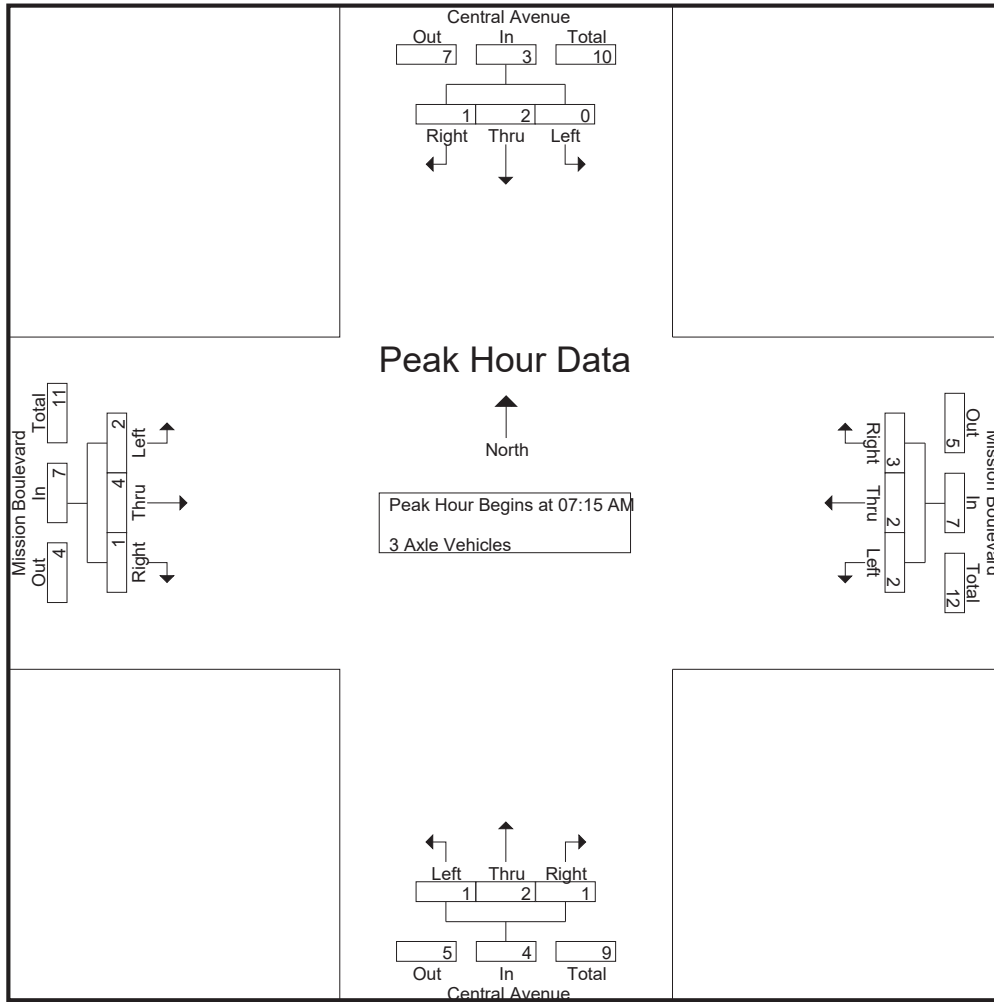 Central Avenue
Out In Total
7 3 10
1 2 0
Right Thru Left
Peak Hour Data
North
Peak Hour Begins at 07:15 AM
3 Axle Vehicles
Mission Boulevard
Out In Total
4 7 11
Left Thru Right
2 4 1
Mission Boulevard
Out In Total
5 7 12
Right Thru Left
3 2 2
Left Thru Right
1 2 1
5 4 9
Out In Total
Central Avenue